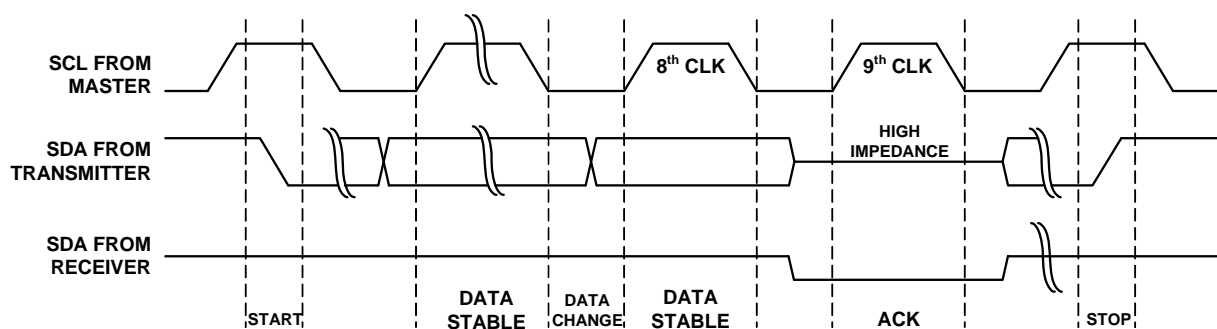 SCL FROM
MASTER
8th CLK
9th CLK
SDA FROM
TRANSMITTER
HIGH
IMPEDANCE
SDA FROM
RECEIVER
START
DATA
STABLE
DATA
CHANGE
DATA
STABLE
ACK
STOP